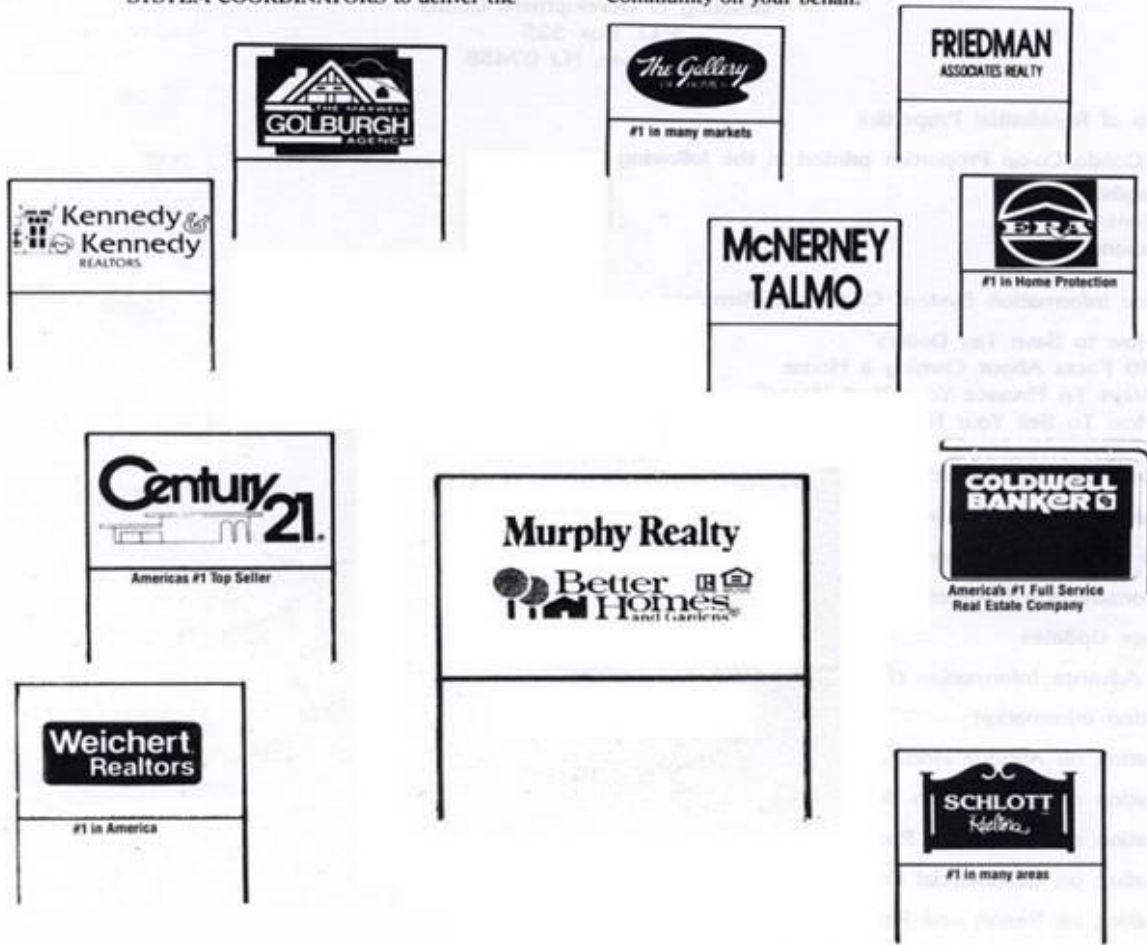 SYSTEM COORDINATORS to deliver the
community on your behalf.
THE MAXWELL
GOLBURGH
AGENCY
The Gallery
OF HOMES
#1 in many markets
FRIEDMAN
ASSOCIATES REALTY
Kennedy &
Kennedy
REALTORS
McNERNEY
TALMO
ERA
#1 in Home Protection
Century
21
Americas #1 Top Seller
Murphy Realty
Better
Homes
and Gardens
COLDWELL
BANKER
America's #1 Full Service
Real Estate Company
Weichert
Realtors
#1 in America
SCHLOTT
Realtors
#1 in many areas